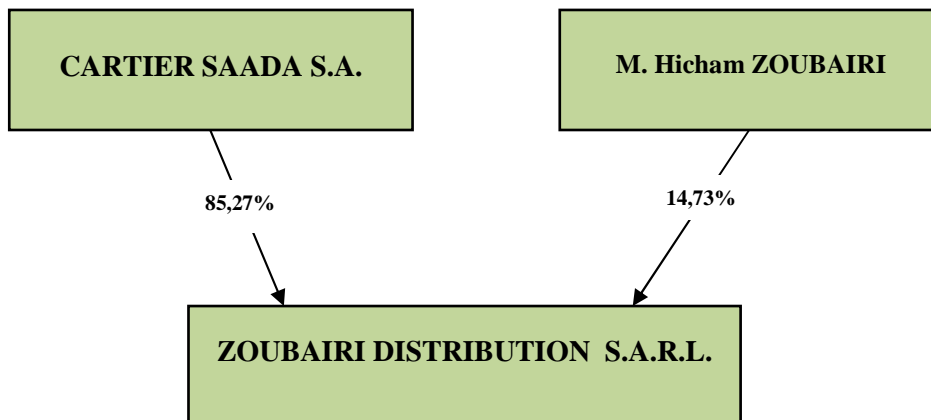 CARTIER SAADA S.A.
M. Hicham ZOUBAIRI
85,27%
14,73%
ZOUBAIRI DISTRIBUTION S.A.R.L.